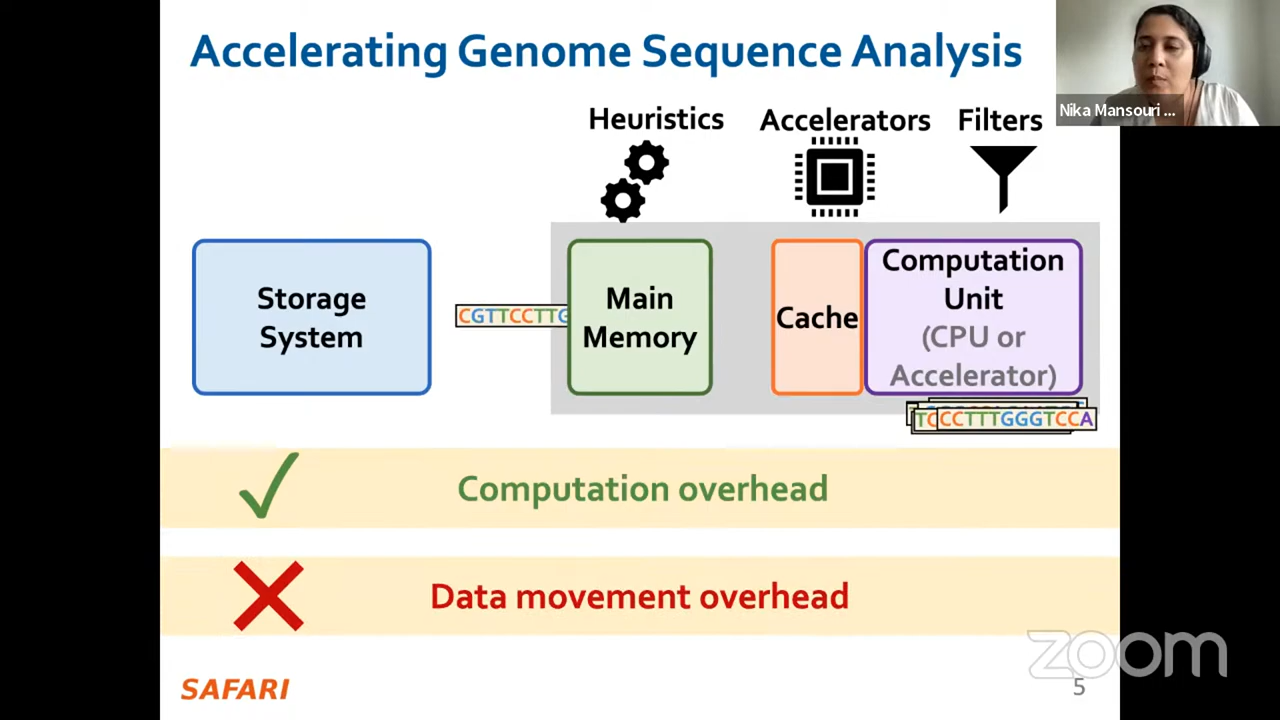 Accelerating Genome Sequence Analysis
Nika Mansouri ...
Heuristics
Accelerators
Filters
Storage
System
CGTTCCTTG
Main
Memory
Cache
Computation
Unit
(CPU or
Accelerator)
TCCCTTTGGGTCCA
Computation overhead
Data movement overhead
zoom
SAFARI
5